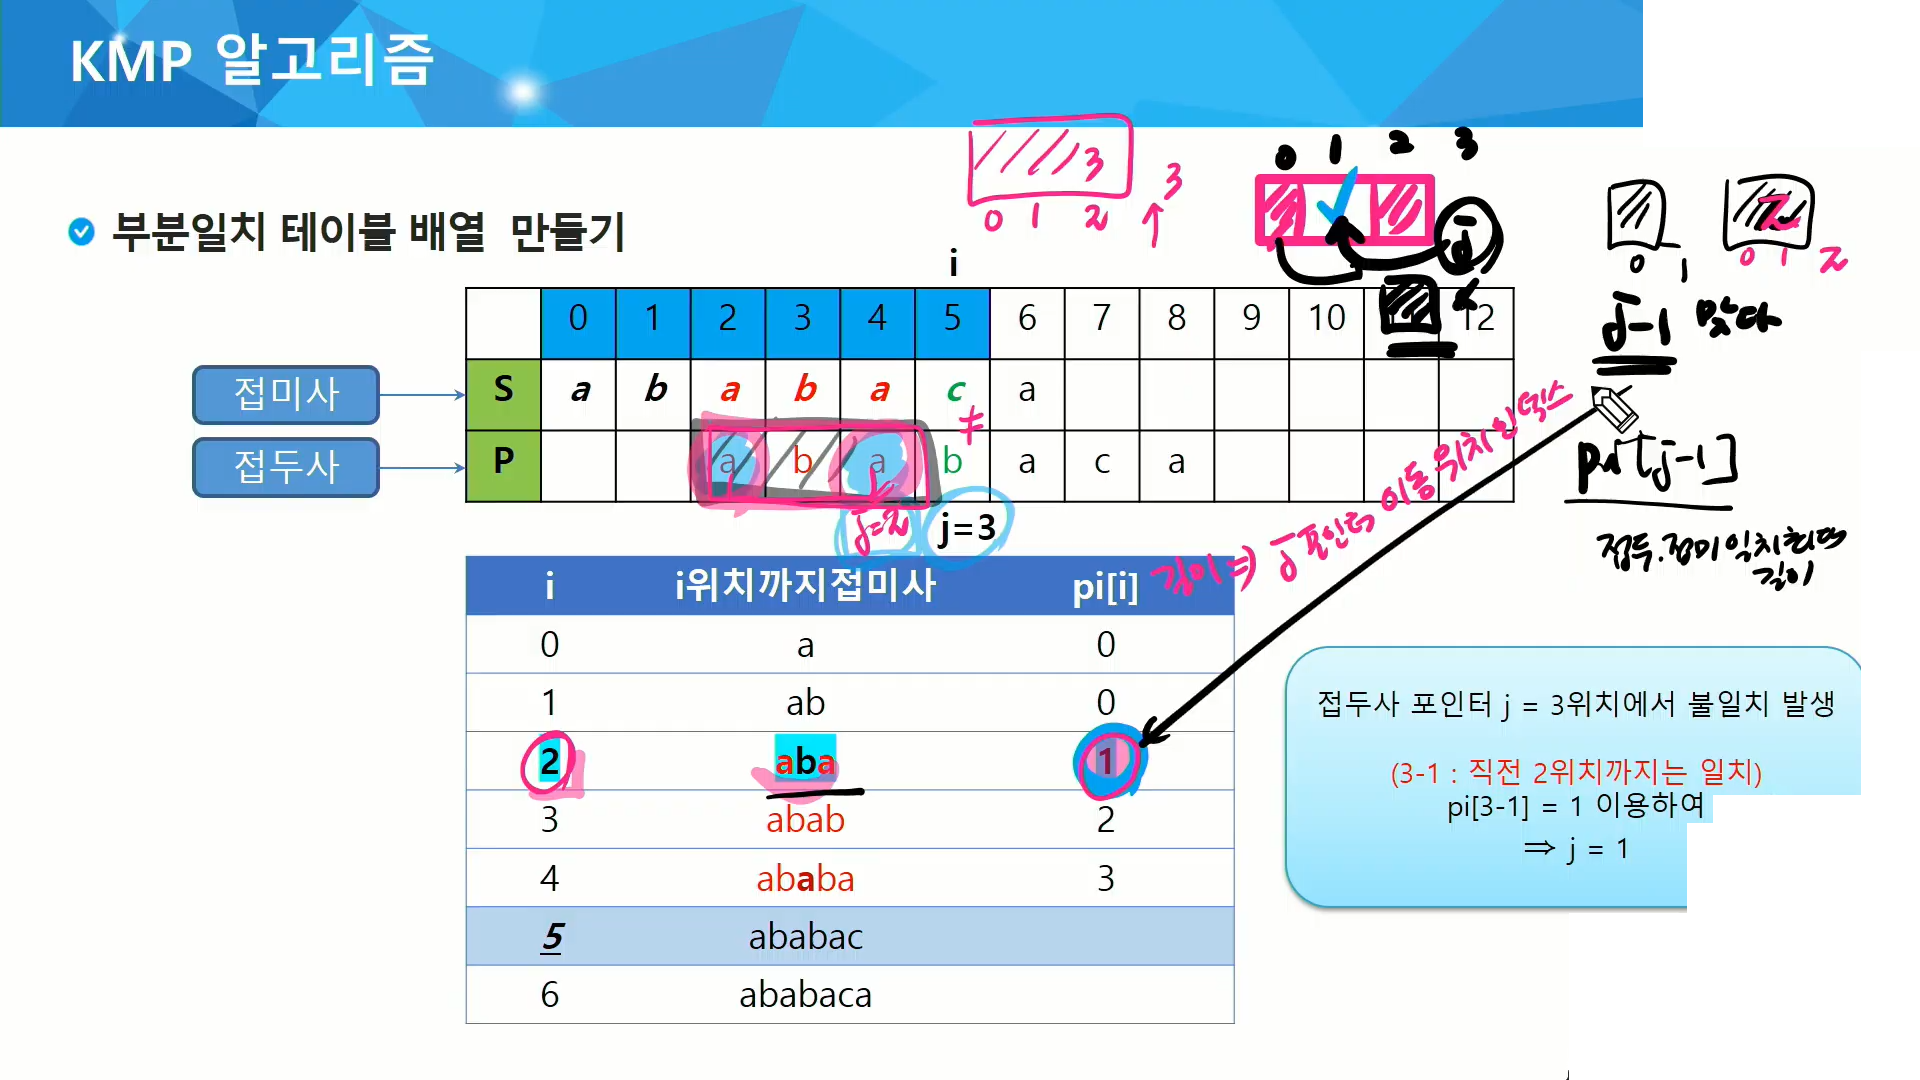 KMP 알고리즘
부분일치 테이블 배열 만들기
3
0 1 2
3
0 1 2 3
j
0 1
2
0 1 2
j-1 맞다
i
0 1 2 3 4 5 6 7 8 9 10 12
접미사
S a b a b a c a
≠
접두사
P a b a b a c a
j=2
j=3
길이 ⇒ j 포인터 이동 위치 인덱스
pi[j-1]
접두.접미 일치했던
길이
i i위치까지접미사 pi[i]
0 a 0
1 ab 0
2 aba 1
3 abab 2
4 ababa 3
5 ababac
6 ababaca
접두사 포인터 j = 3위치에서 불일치 발생
(3-1 : 직전 2위치까지는 일치)
pi[3-1] = 1 이용하여
⇒ j = 1